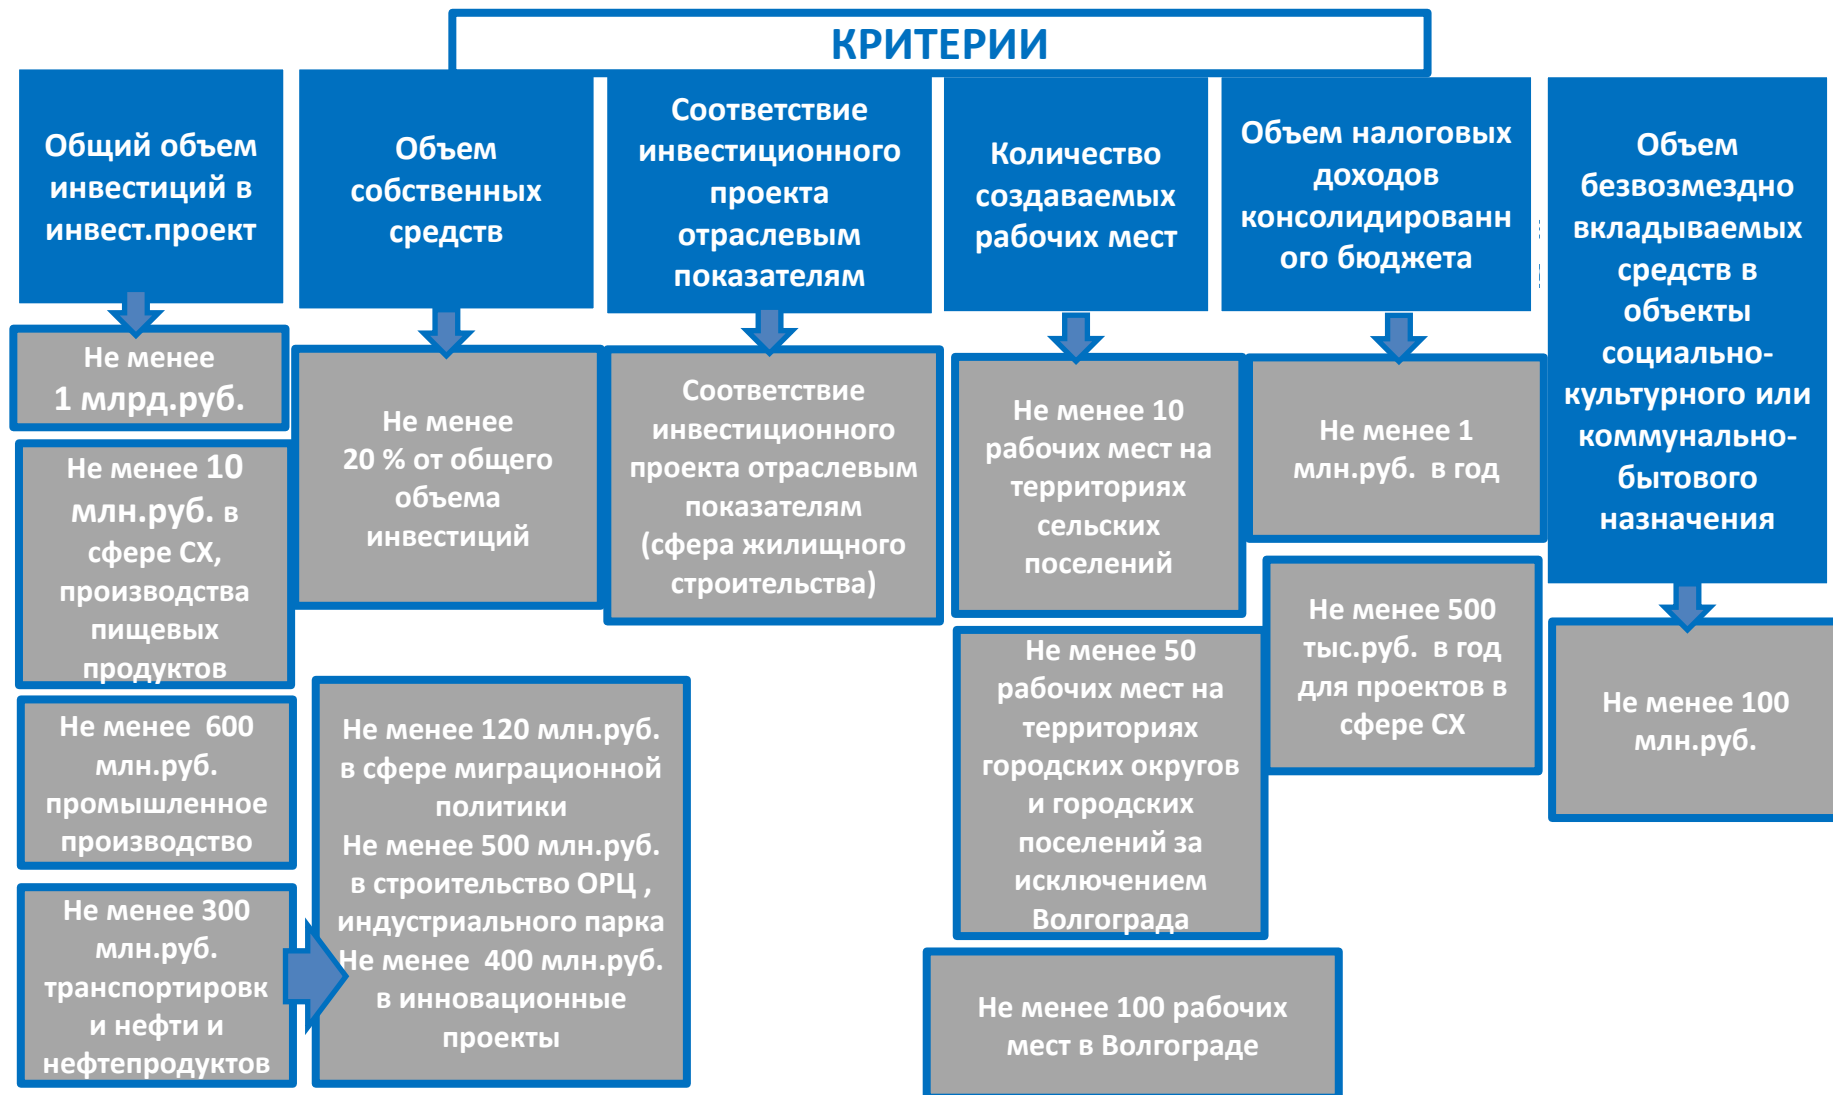 КРИТЕРИИ
Общий объем
инвестиций в
инвест.проект
Не менее
1 млрд.руб.
Не менее 10
млн.руб. в
сфере СХ,
производства
пищевых
продуктов
Не менее  600
млн.руб.
промышленное
производство
Не менее 300
млн.руб.
транспортировк
и нефти и
нефтепродуктов
Не менее 120 млн.руб.
в сфере миграционной
политики
Не менее 500 млн.руб.
в строительство ОРЦ ,
индустриального парка
Не менее  400 млн.руб.
в инновационные
проекты
Объем
собственных
средств
Не менее
20 % от общего
объема
инвестиций
Соответствие
инвестиционного
проекта
отраслевым
показателям
Соответствие
инвестиционного
проекта отраслевым
показателям
(сфера жилищного
строительства)
Количество
создаваемых
рабочих мест
Не менее 10
рабочих мест на
территориях
сельских
поселений
Не менее 50
рабочих мест на
территориях
городских округов
и городских
поселений за
исключением
Волгограда
Не менее 100 рабочих
мест в Волгограде
Объем налоговых
доходов
консолидированн
ого бюджета
Не менее 1
млн.руб.  в год
Не менее 500
тыс.руб.  в год
для проектов в
сфере СХ
Объем
безвозмездно
вкладываемых
средств в
объекты
социально-
культурного или
коммунально-
бытового
назначения
Не менее 100
млн.руб.